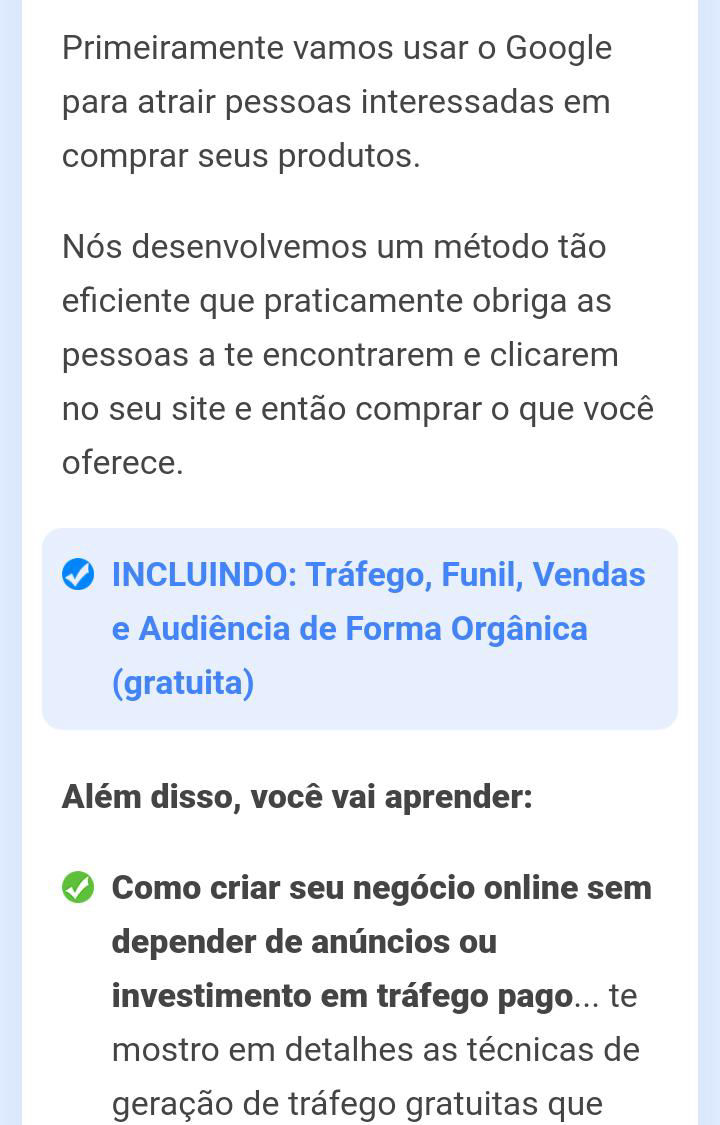 Primeiramente vamos usar o Google
para atrair pessoas interessadas em
comprar seus produtos.
Nós desenvolvemos um método tão
eficiente que praticamente obriga as
pessoas a te encontrarem e clicarem
no seu site e então comprar o que você
oferece.
INCLUINDO: Tráfego, Funil, Vendas
e Audiência de Forma Orgânica
(gratuita)
Além disso, você vai aprender:
Como criar seu negócio online sem
depender de anúncios ou
investimento em tráfego pago... te
mostro em detalhes as técnicas de
geração de tráfego gratuitas que